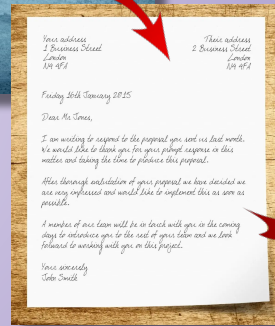 Your address
1 Business Street
London
N4 4FA
Their address
2 Business Street
London
N4 4FA
Friday 16th January 2015
Dear Mr Jones,
I am writing to respond to the proposal you sent us last month.
We would like to thank you for your prompt response in this
matter and taking the time to produce this proposal.
After thorough evaluation of your proposal we have decided we
are very impressed and would like to implement this as soon as
possible.
A member of our team will be in touch with you in the coming
days to introduce you to the rest of your team and we look
forward to working with you on this project.
Yours sincerely
John Smith